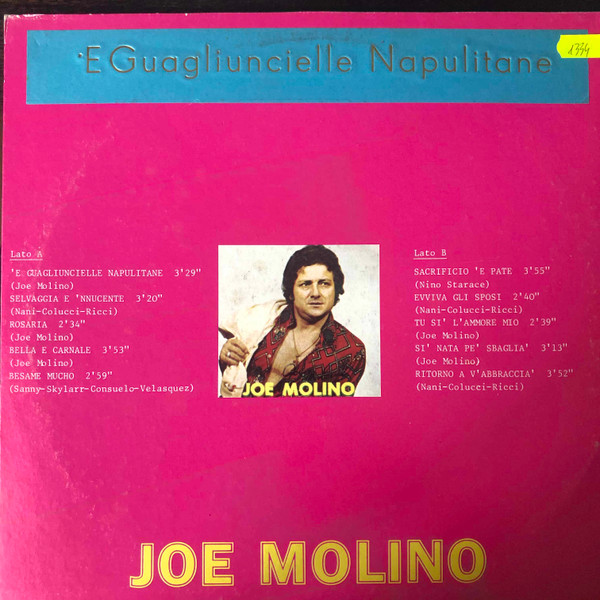 'E Guagliuncielle Napulitane
1334
Lato A
'E GUAGLIUNCIELLE NAPULITANE 3'29"
(Joe Molino)
SELVAGGIA E 'NNUCENTE 3'20"
(Nani-Colucci-Ricci)
ROSARIA 2'34"
(Joe Molino)
BELLA E CARNALE 3'53"
(Joe Molino)
BESAME MUCHO 2'59"
(Sanny-Skylarr-Consuelo-Velasquez)
JOE MOLINO
Lato B
SACRIFICIO 'E PATE 3'55"
(Nino Starace)
EVVIVA GLI SPOSI 2'40"
(Nani-Colucci-Ricci)
TU SI' L'AMMORE MIO 2'39"
(Joe Molino)
SI' NATA PE' SBAGLIA' 3'13"
(Joe Molino)
RITORNO A V'ABBRACCIA' 3'52"
(Nani-Colucci-Ricci)
JOE MOLINO